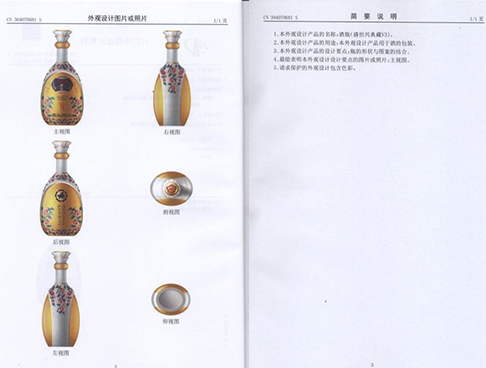 CN 304070681 S
外观设计图片或照片
1/1 页
主视图
右视图
后视图
俯视图
左视图
仰视图
3
CN 304070681 S
简 要 说 明
1/1 页
1.本外观设计产品的名称:酒瓶(盛世兴典藏V3)。
2.本外观设计产品的用途:本外观设计产品用于酒的包装。
3.本外观设计产品的设计要点:瓶的形状与图案的结合。
4.最能表明本外观设计设计要点的图片或照片:主视图。
5.请求保护的外观设计包含色彩。
3